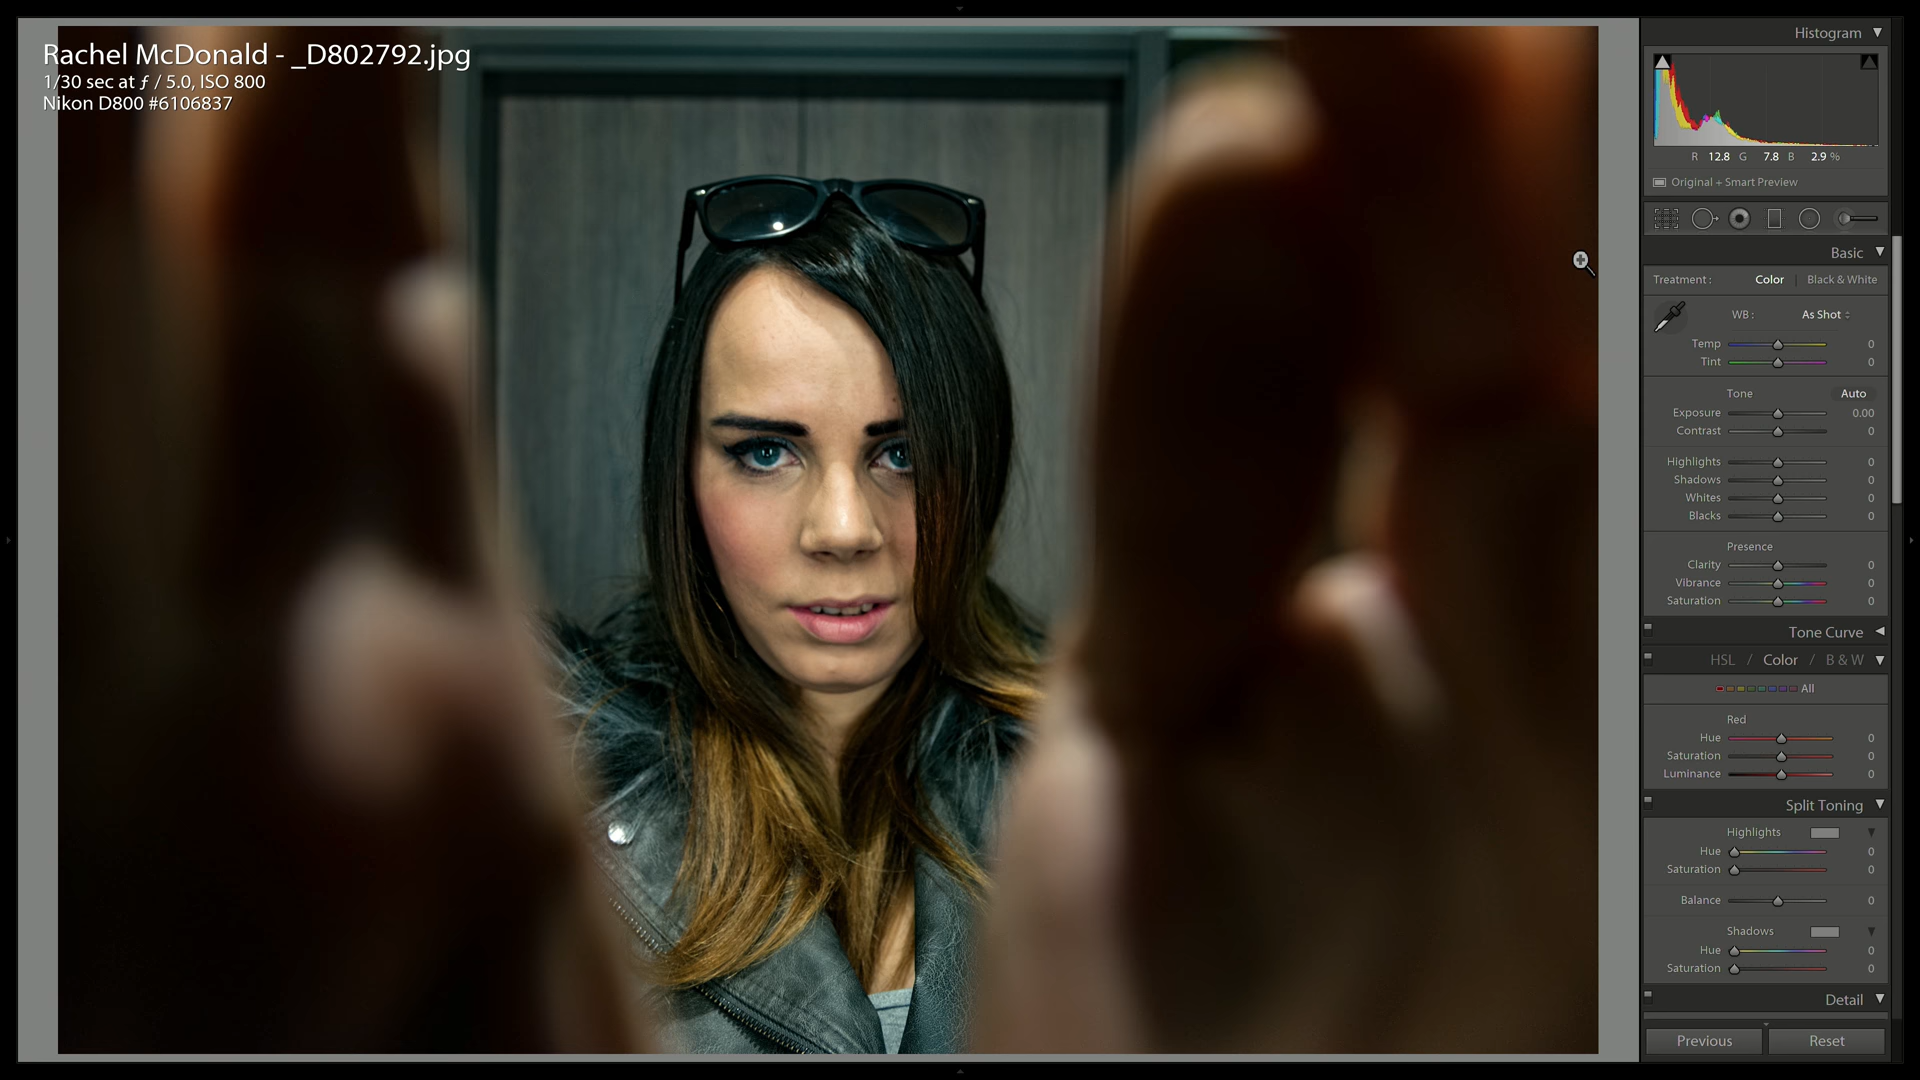 Rachel McDonald - _D802792.jpg
1/30 sec at ƒ / 5.0, ISO 800
Nikon D800 #6106837
Histogram
R 12.8 G 7.8 B 2.9 %
Original + Smart Preview
Basic
Treatment : Color Black & White
WB : As Shot
Temp 0
Tint 0
Tone Auto
Exposure 0.00
Contrast 0
Highlights 0
Shadows 0
Whites 0
Blacks 0
Presence
Clarity 0
Vibrance 0
Saturation 0
Tone Curve
HSL / Color / B & W
All
Red
Hue 0
Saturation 0
Luminance 0
Split Toning
Highlights
Hue 0
Saturation 0
Balance 0
Shadows
Hue 0
Saturation 0
Detail
Previous Reset